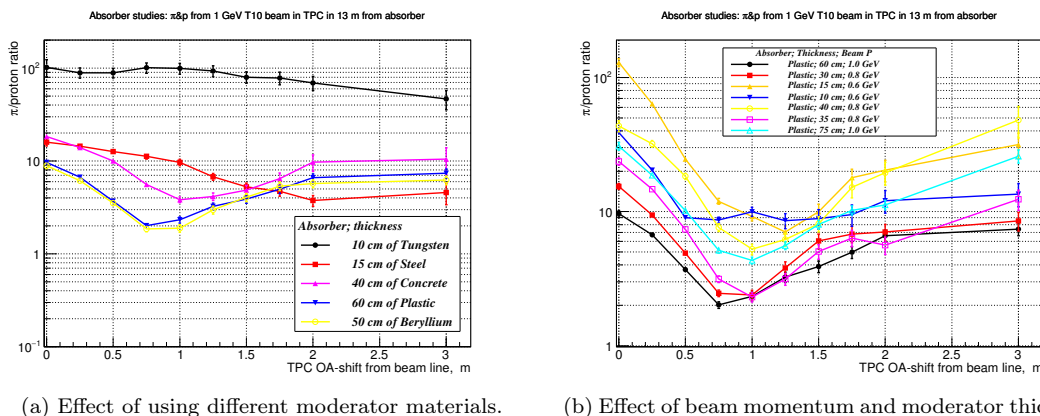 Absorber studies: π&p from 1 GeV T10 beam in TPC in 13 m from absorber
(a)
π/proton ratio
10²
10
1
10⁻¹
Absorber; thickness
10 cm of Tungsten
15 cm of Steel
40 cm of Concrete
60 cm of Plastic
50 cm of Beryllium
0 0.5 1 1.5 2 2.5 3
TPC OA-shift from beam line, m
(a) Effect of using different moderator materials.
Absorber studies: π&p from 1 GeV T10 beam in TPC in 13 m from absorber
(b)
π/proton ratio
10²
10
1
Absorber; Thickness; Beam P
Plastic; 60 cm; 1.0 GeV
Plastic; 30 cm; 0.8 GeV
Plastic; 15 cm; 0.6 GeV
Plastic; 10 cm; 0.6 GeV
Plastic; 40 cm; 0.8 GeV
Plastic; 35 cm; 0.8 GeV
Plastic; 75 cm; 1.0 GeV
0 0.5 1 1.5 2 2.5 3
TPC OA-shift from beam line, m
(b) Effect of beam momentum and moderator thic